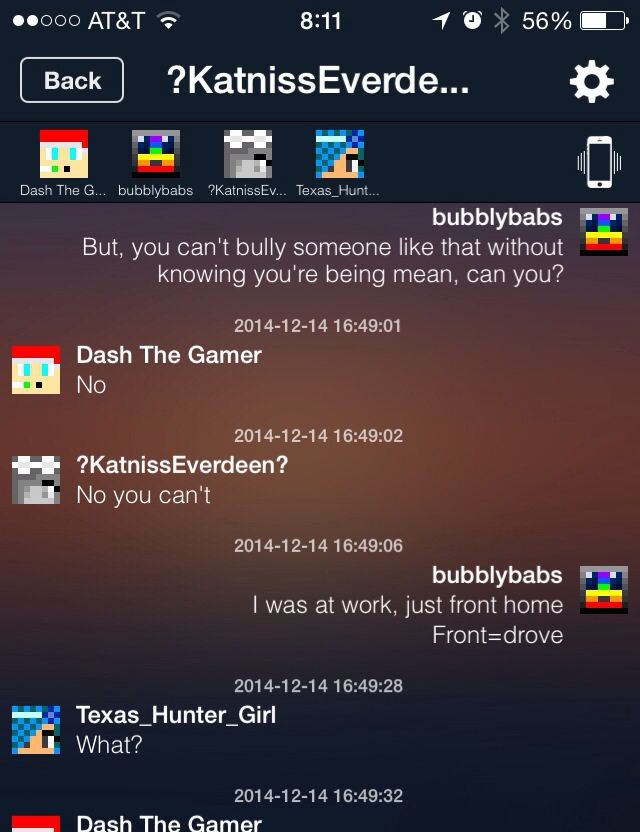 AT&T 8:11 56%
Back ?KatnissEverde...
Dash The G... bubblybabs ?KatnissEv... Texas_Hunt...
bubblybabs
But, you can't bully someone like that without
knowing you're being mean, can you?
2014-12-14 16:49:01
Dash The Gamer
No
2014-12-14 16:49:02
?KatnissEverdeen?
No you can't
2014-12-14 16:49:06
bubblybabs
I was at work, just front home
Front=drove
2014-12-14 16:49:28
Texas_Hunter_Girl
What?
2014-12-14 16:49:32
Dash The Gamer